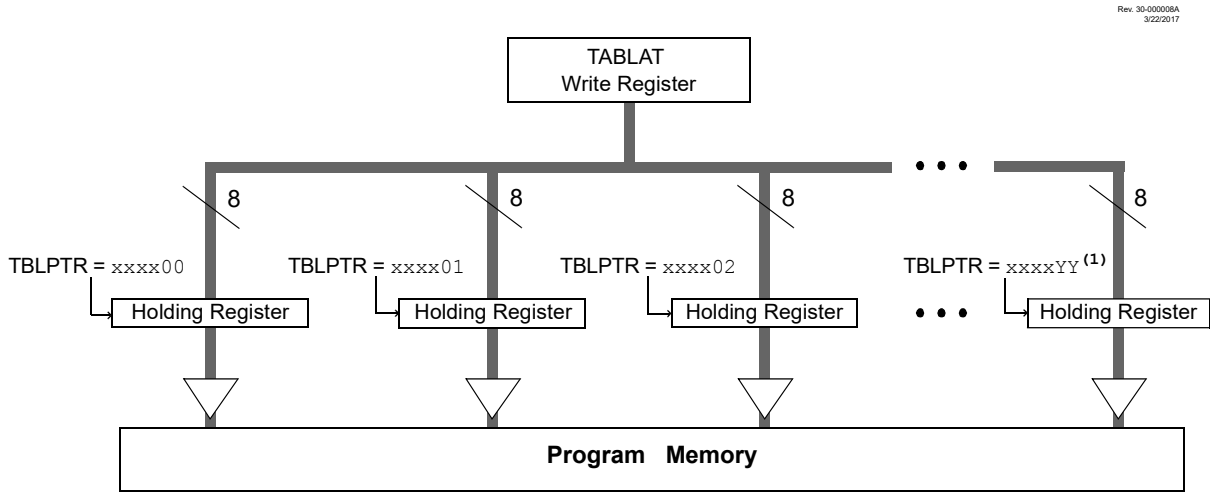 Rev. 30-000008A
3/22/2017
TABLAT
Write Register
8 8 8 8
TBLPTR = xxxx00 TBLPTR = xxxx01 TBLPTR = xxxx02 TBLPTR = xxxxYY(1)
Holding Register Holding Register Holding Register Holding Register
Program Memory